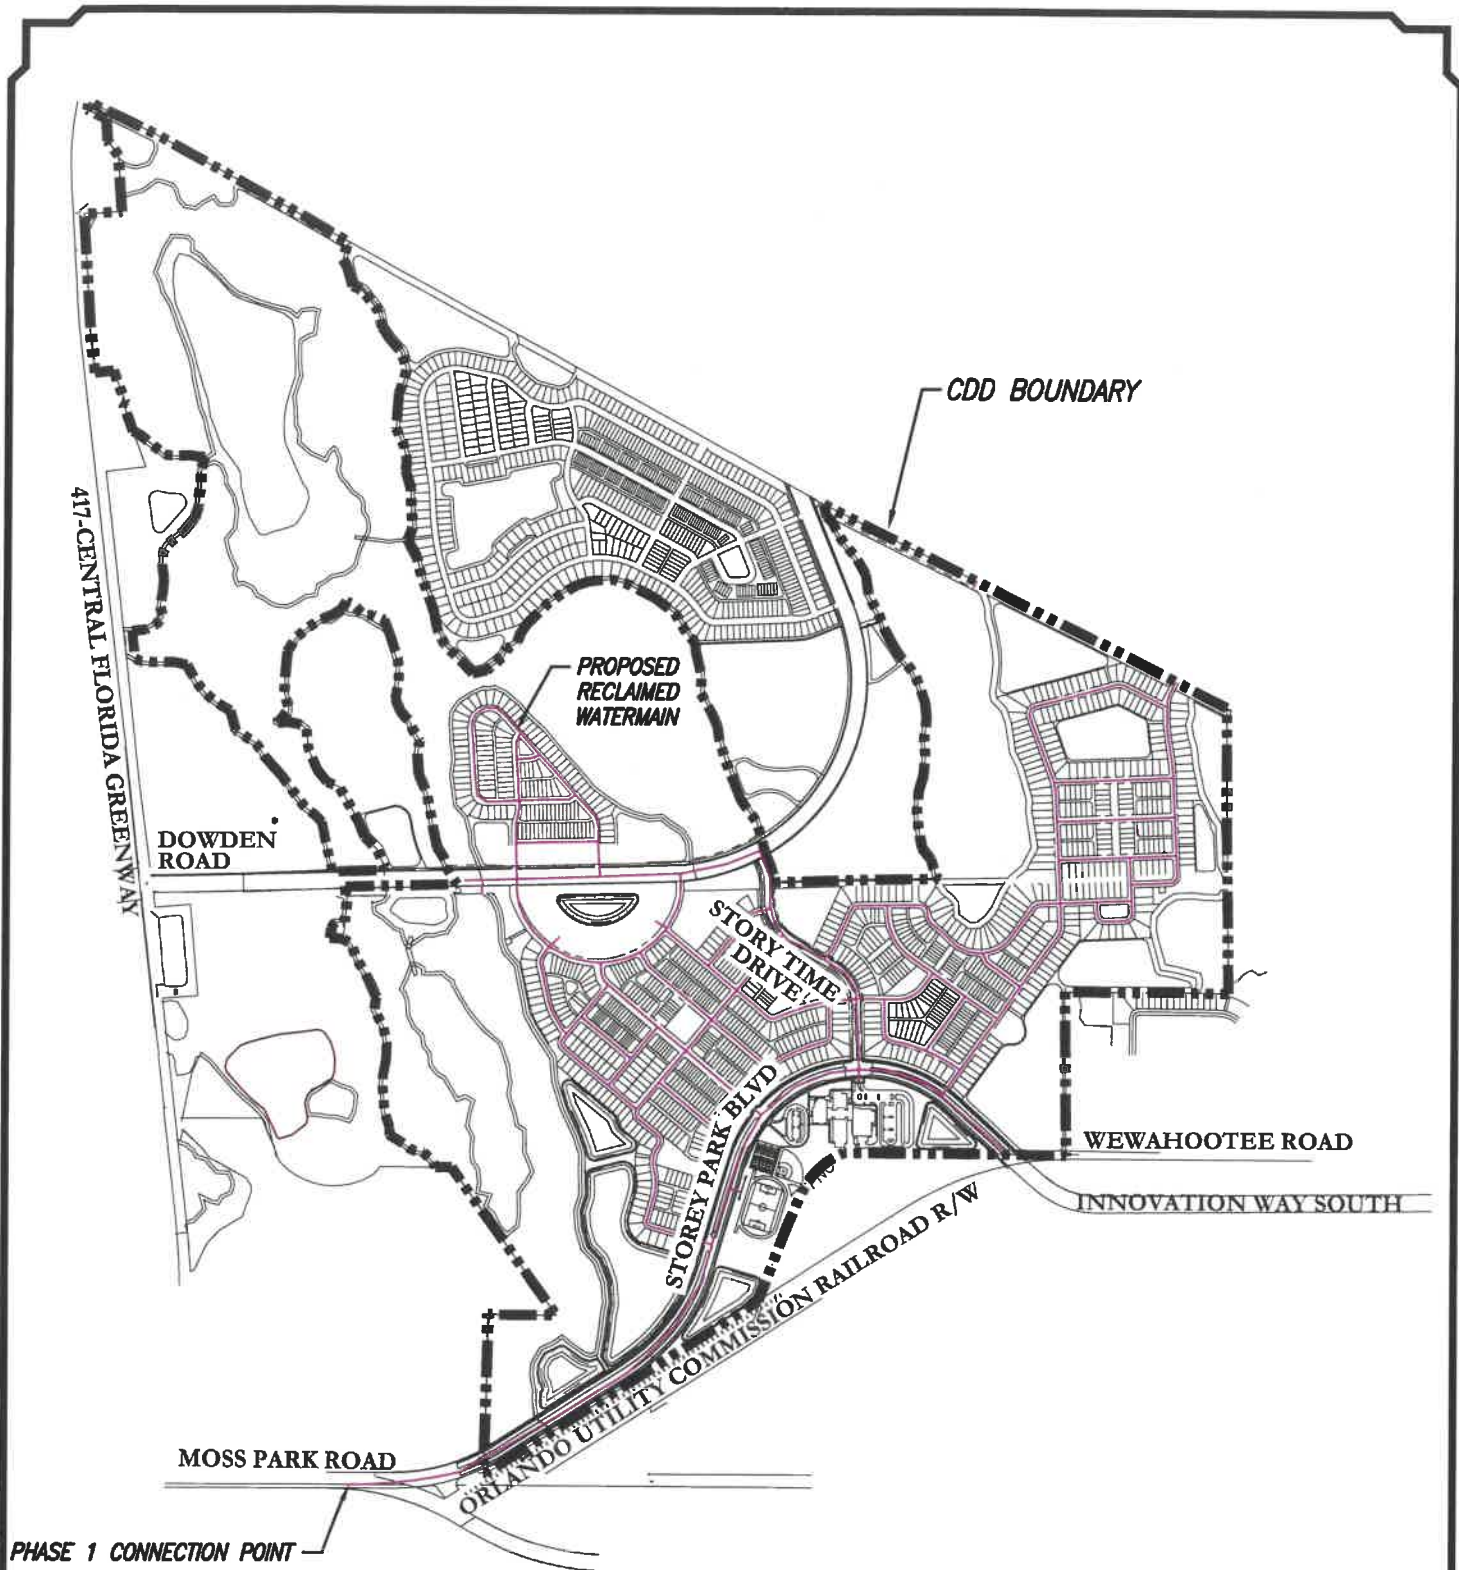 CDD BOUNDARY
417-CENTRAL FLORIDA GREENWAY
PROPOSED
RECLAIMED
WATERMAIN
DOWDEN
ROAD
STORY TIME
DRIVE
STOREY PARK BLVD
WEWAHOOTEE ROAD
INNOVATION WAY SOUTH
ORLANDO UTILITY COMMISSION RAILROAD R/W
MOSS PARK ROAD
PHASE 1 CONNECTION POINT